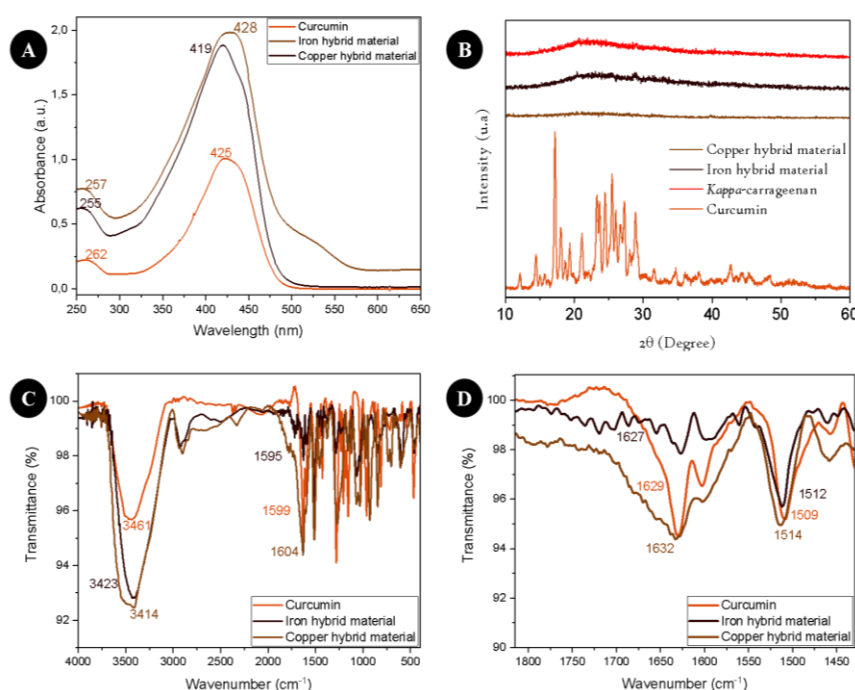 A
Absorbance (a.u.)
2,0
1,5
1,0
0,5
0,0
Curcumin
Iron hybrid material
Copper hybrid material
428
419
425
257
255
262
250 300 350 400 450 500 550 600 650
Wavelength (nm)
B
Intensity (u.a)
Copper hybrid material
Iron hybrid material
Kappa-carrageenan
Curcumin
10 20 30 40 50 60
2θ (Degree)
C
Transmittance (%)
100
98
96
94
92
3461
3423
3414
1595
1599
1604
Curcumin
Iron hybrid material
Copper hybrid material
4000 3500 3000 2500 2000 1500 1000 500
Wavenumber (cm⁻¹)
D
Transmittance (%)
100
98
96
94
92
90
1627
1629
1632
1512
1509
1514
Curcumin
Iron hybrid material
Copper hybrid material
1800 1750 1700 1650 1600 1550 1500 1450
Wavenumber (cm⁻¹)